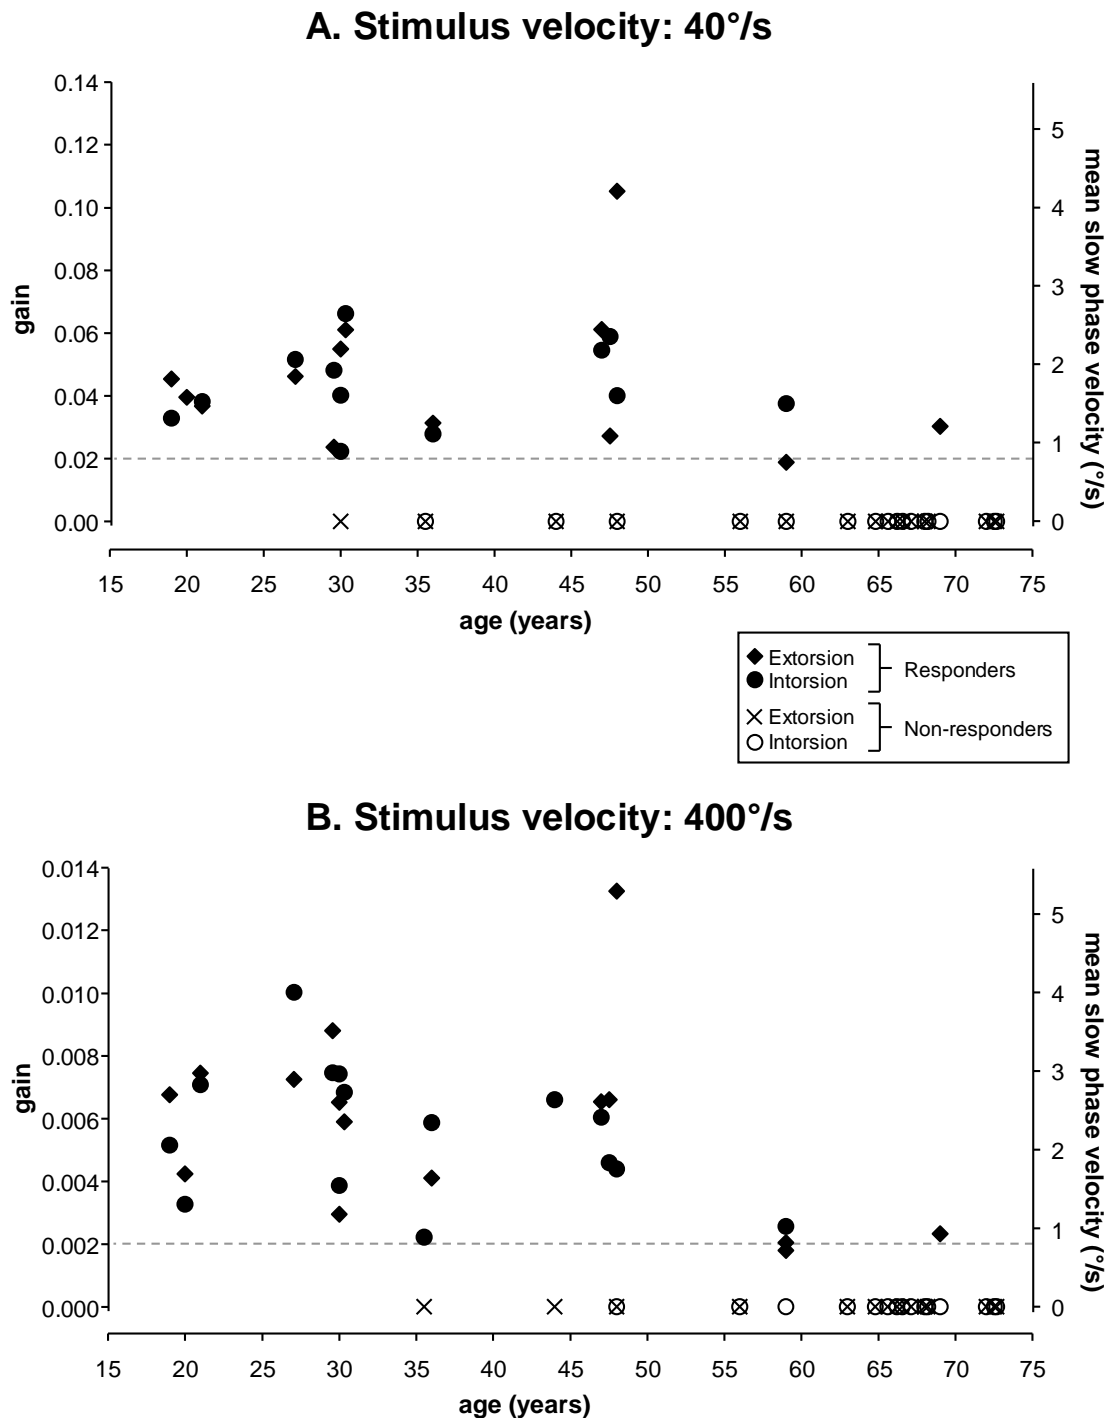 A. Stimulus velocity: 40°/s
0.14
0.12
0.10
0.08
0.06
0.04
0.02
0.00
gain
5
4
3
2
1
0
mean slow phase velocity (°/s)
15 20 25 30 35 40 45 50 55 60 65 70 75
age (years)
Extorsion
Intorsion
Responders
Extorsion
Intorsion
Non-responders
B. Stimulus velocity: 400°/s
0.014
0.012
0.010
0.008
0.006
0.004
0.002
0.000
gain
5
4
3
2
1
0
mean slow phase velocity (°/s)
15 20 25 30 35 40 45 50 55 60 65 70 75
age (years)